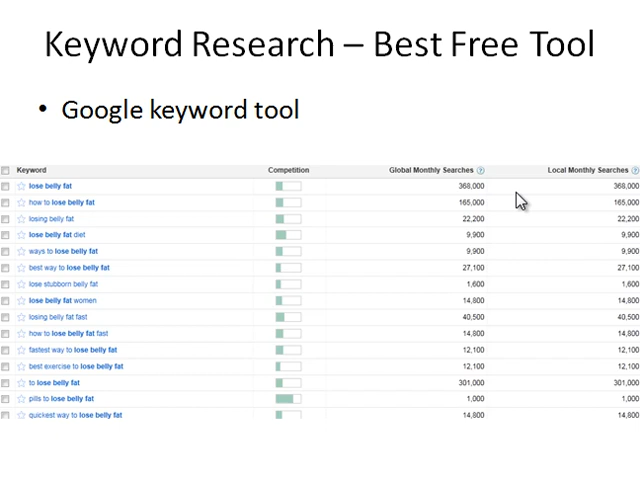 Keyword Research – Best Free Tool
• Google keyword tool
Keyword Competition Global Monthly Searches ? Local Monthly Searches ?
lose belly fat 368,000 368,000
how to lose belly fat 165,000 165,000
losing belly fat 22,200 22,200
lose belly fat diet 9,900 9,900
ways to lose belly fat 9,900 9,900
best way to lose belly fat 27,100 27,100
lose stubborn belly fat 1,600 1,600
lose belly fat women 14,800 14,800
losing belly fat fast 40,500 40,500
how to lose belly fat fast 14,800 14,800
fastest way to lose belly fat 12,100 12,100
best exercise to lose belly fat 12,100 12,100
to lose belly fat 301,000 301,000
pills to lose belly fat 1,000 1,000
quickest way to lose belly fat 14,800 14,800